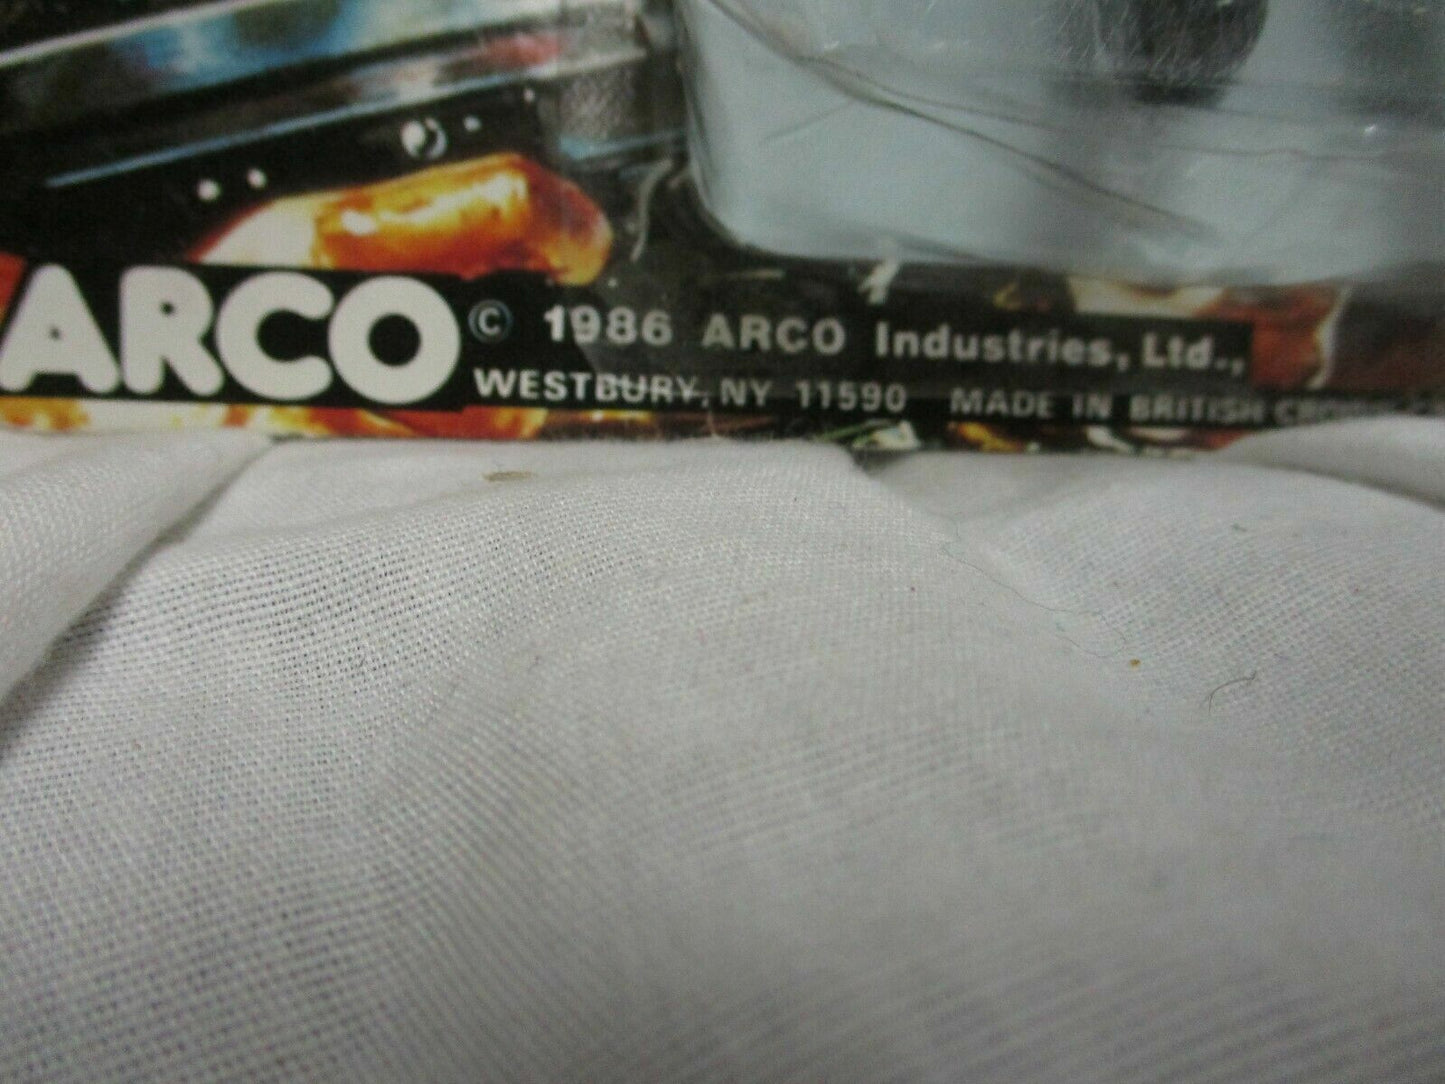 ARCO © 1986 ARCO Industries, Ltd.,
WESTBURY, NY 11590 MADE IN BRITISH